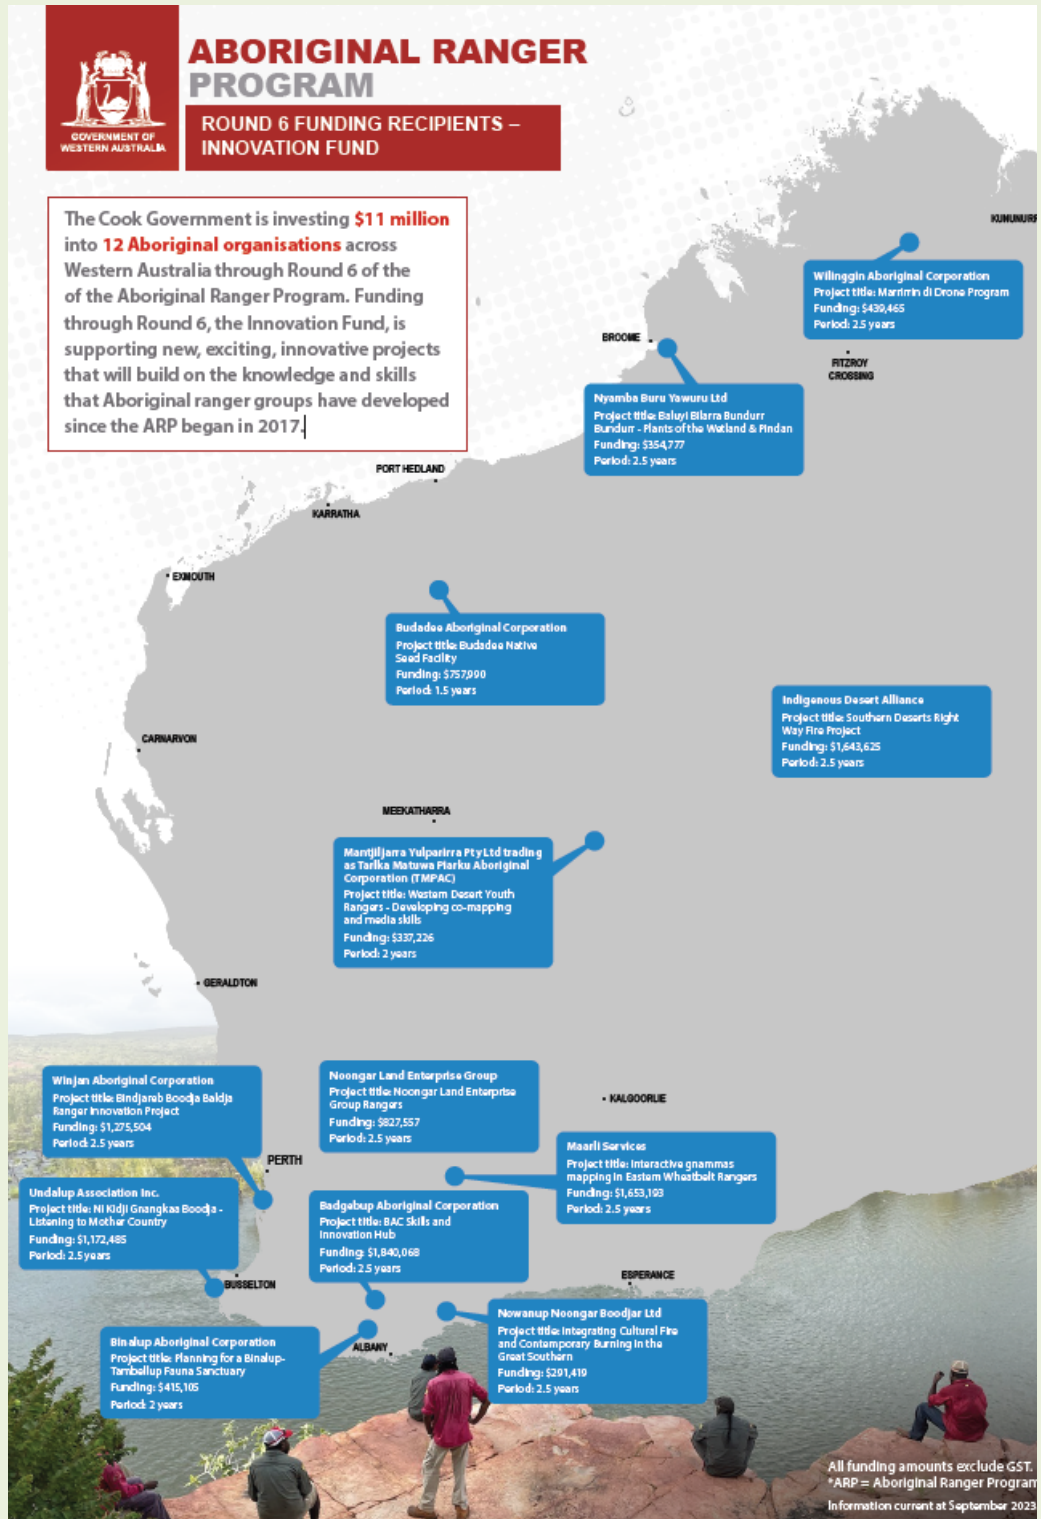 GOVERNMENT OF
WESTERN AUSTRALIA
ABORIGINAL RANGER
PROGRAM
ROUND 6 FUNDING RECIPIENTS –
INNOVATION FUND
The Cook Government is investing $11 million
into 12 Aboriginal organisations across
Western Australia through Round 6 of the
of the Aboriginal Ranger Program. Funding
through Round 6, the Innovation Fund, is
supporting new, exciting, innovative projects
that will build on the knowledge and skills
that Aboriginal ranger groups have developed
since the ARP began in 2017.
KUNUNURR
Wilinggin Aboriginal Corporation
Project title: Marrirrin di Drone Program
Funding: $439,465
Period: 2.5 years
BROOME
FITZROY
CROSSING
Nyamba Buru Yawuru Ltd
Project title: Baluyi Bilarra Bundurr
Bundurr - Plants of the Wetland & Pindan
Funding: $354,777
Period: 2.5 years
PORT HEDLAND
KARRATHA
EXMOUTH
Budadee Aboriginal Corporation
Project title: Budadee Native
Seed Facility
Funding: $757,990
Period: 1.5 years
Indigenous Desert Alliance
Project title: Southern Deserts Right
Way Fire Project
Funding: $1,643,625
Period: 2.5 years
CARNARVON
MEEKATHARRA
Mantjiljarra Yulparirra Pty Ltd trading
as Tarlka Matuwa Piarku Aboriginal
Corporation (TMPAC)
Project title: Western Desert Youth
Rangers - Developing co-mapping
and media skills
Funding: $337,226
Period: 2 years
GERALDTON
Winjan Aboriginal Corporation
Project title: Bindjareb Boodja Baldja
Ranger Innovation Project
Funding: $1,275,504
Period: 2.5 years
Noongar Land Enterprise Group
Project title: Noongar Land Enterprise
Group Rangers
Funding: $827,557
Period: 2.5 years
KALGOORLIE
Maarli Services
Project title: Interactive gnammas
mapping in Eastern Wheatbelt Rangers
Funding: $1,653,193
Period: 2.5 years
PERTH
Undalup Association Inc.
Project title: Ni Kidji Gnangkaa Boodja -
Listening to Mother Country
Funding: $1,172,485
Period: 2.5 years
Badgebup Aboriginal Corporation
Project title: BAC Skills and
Innovation Hub
Funding: $1,840,068
Period: 2.5 years
BUSSELTON
ESPERANCE
Nowanup Noongar Boodjar Ltd
Project title: Integrating Cultural Fire
and Contemporary Burning in the
Great Southern
Funding: $291,419
Period: 2.5 years
Binalup Aboriginal Corporation
Project title: Planning for a Binalup-
Tambellup Fauna Sanctuary
Funding: $415,105
Period: 2 years
ALBANY
All funding amounts exclude GST.
*ARP = Aboriginal Ranger Program
Information current at September 2023